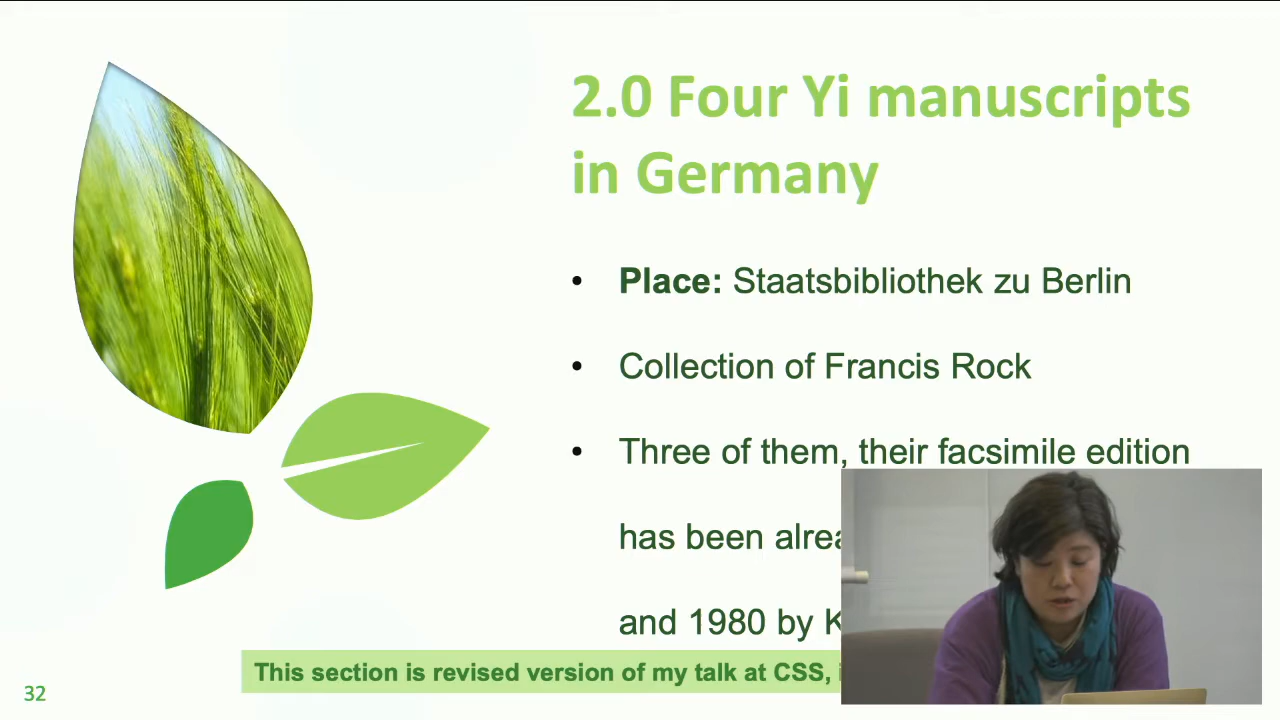 2.0 Four Yi manuscripts
in Germany
• Place: Staatsbibliothek zu Berlin
• Collection of Francis Rock
• Three of them, their facsimile edition
has been
and 1980 by
This section is revised version of my talk at CSS,
32